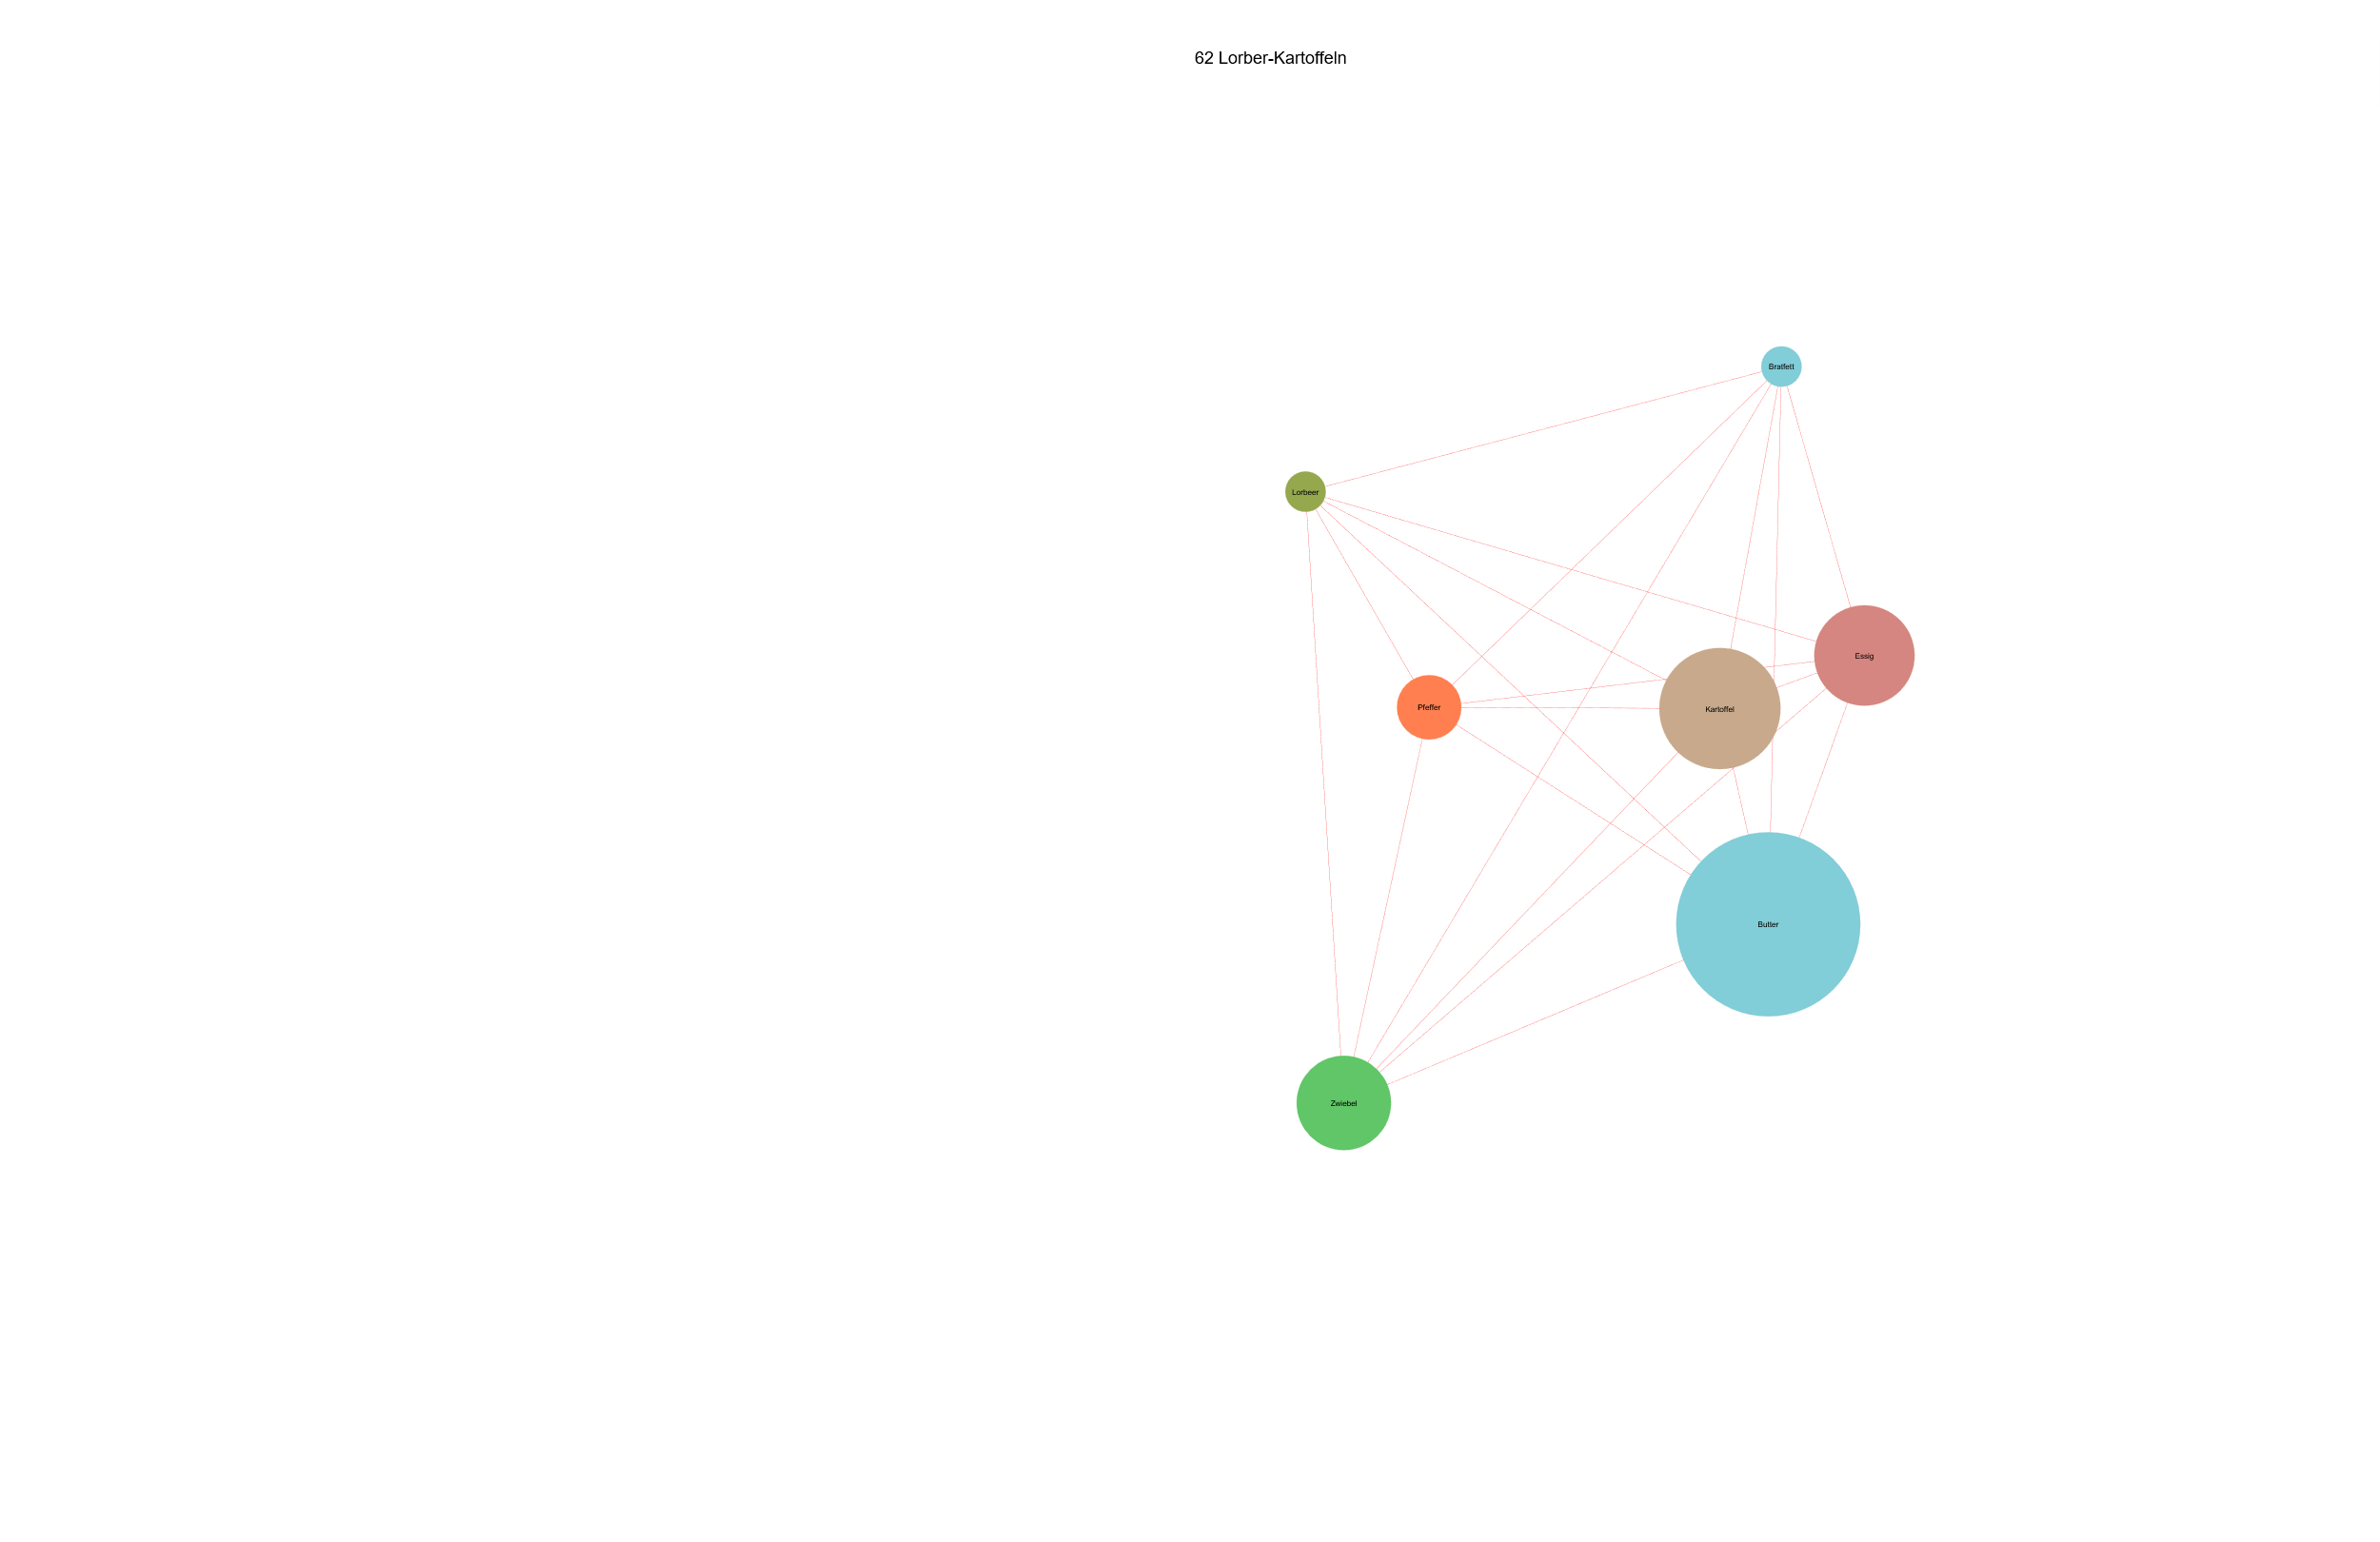 62 Lorber-Kartoffeln
Bratfett
Lorbeer
Essig
Pfeffer
Kartoffel
Butter
Zwiebel